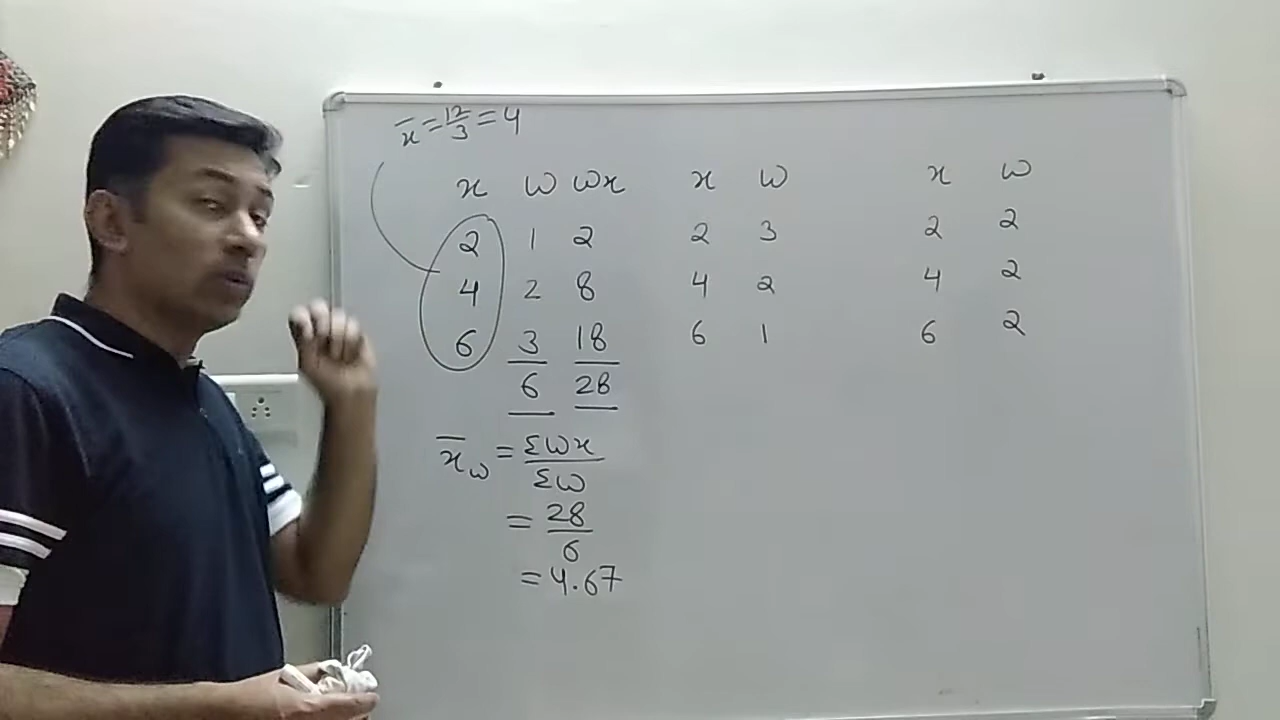 x̄ = 12/3 = 4
x w wx x w x w
2 1 2 2 3 2 2
4 2 8 4 2 4 2
6 3 18 6 1 6 2
6 28
x̄w = Σwx/Σw
= 28/6
= 4.67